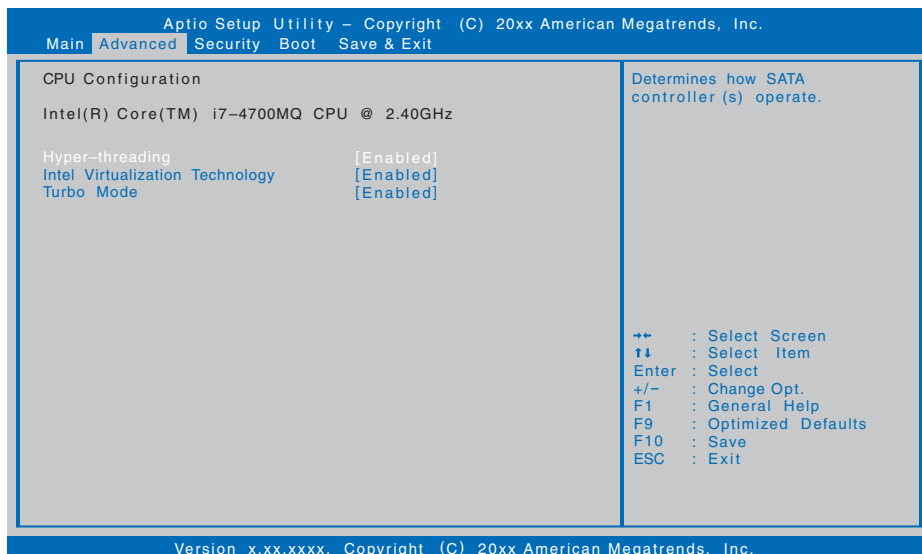 Aptio Setup Utility – Copyright (C) 20xx American Megatrends, Inc.
Main Advanced Security Boot Save & Exit
CPU Configuration
Intel(R) Core(TM) i7–4700MQ CPU @ 2.40GHz
Hyper–threading [Enabled]
Intel Virtualization Technology [Enabled]
Turbo Mode [Enabled]
Determines how SATA
controller (s) operate.
→← : Select Screen
↑↓ : Select Item
Enter : Select
+/– : Change Opt.
F1 : General Help
F9 : Optimized Defaults
F10 : Save
ESC : Exit
Version x.xx.xxxx. Copyright (C) 20xx American Megatrends, Inc.